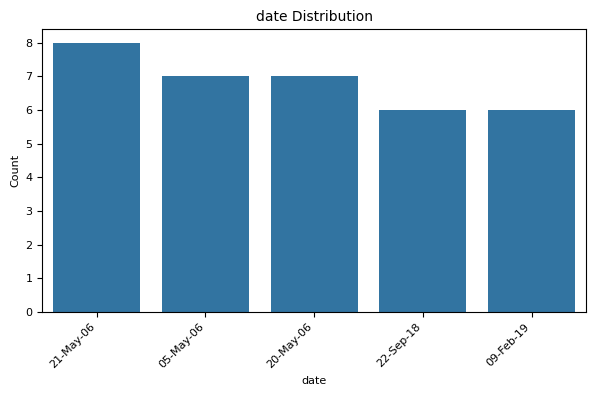 date Distribution
8
7
6
5
4
3
2
1
0
Count
21-May-06
05-May-06
20-May-06
22-Sep-18
09-Feb-19
date